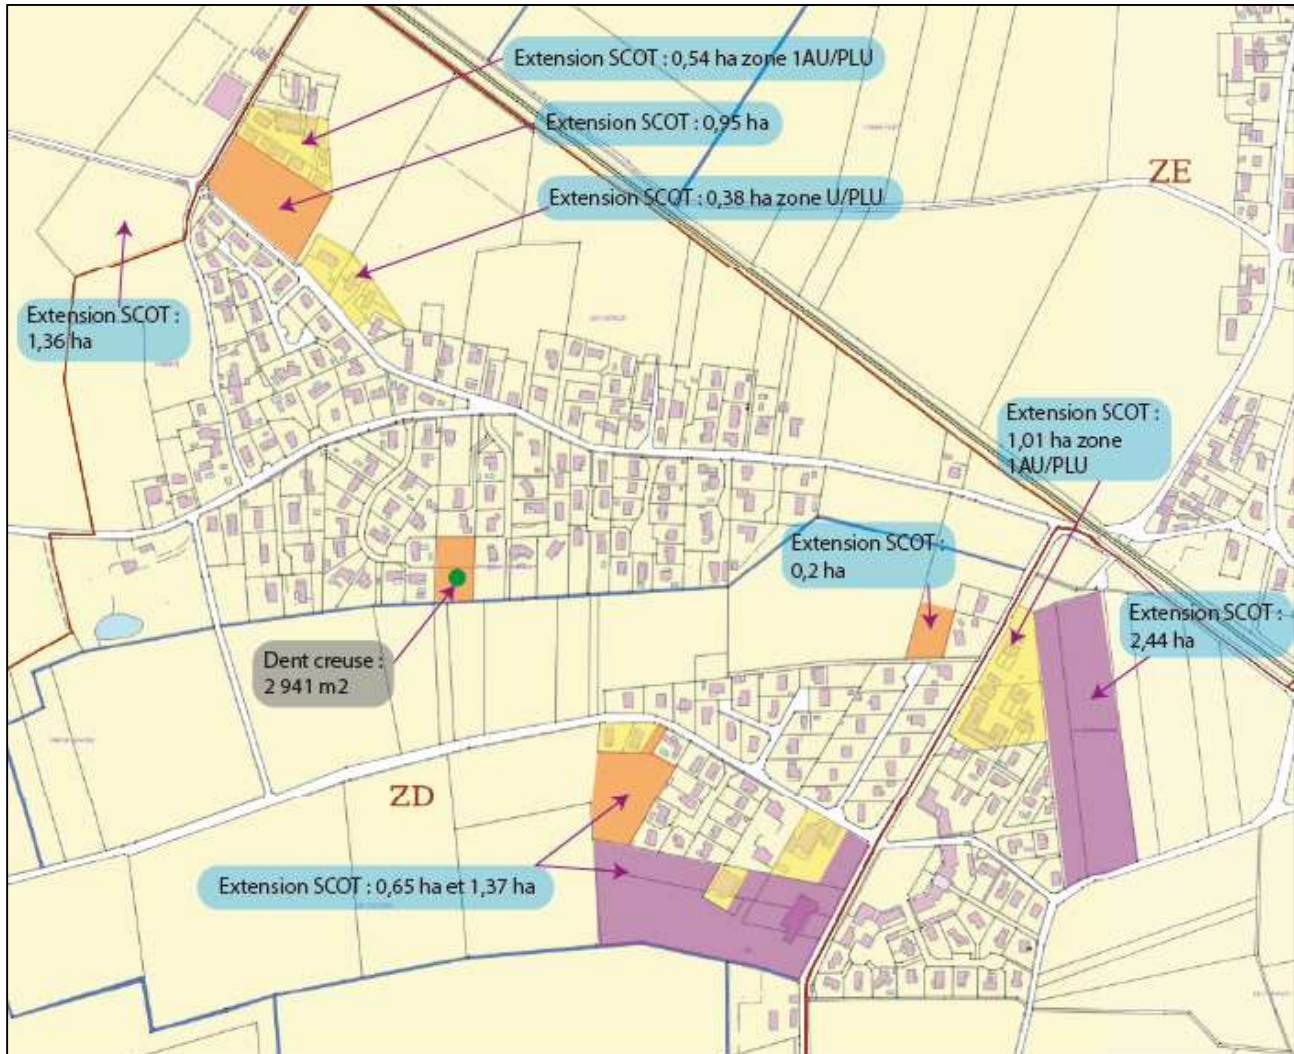 Extension SCOT : 0,54 ha zone 1AU/PLU
Extension SCOT : 0,95 ha
ZE
Extension SCOT : 0,38 ha zone U/PLU
Extension SCOT :
1,36 ha
Extension SCOT :
1,01 ha zone
1AU/PLU
Extension SCOT :
0,2 ha
Extension SCOT :
2,44 ha
Dent creuse :
2 941 m2
ZD
Extension SCOT : 0,65 ha et 1,37 ha